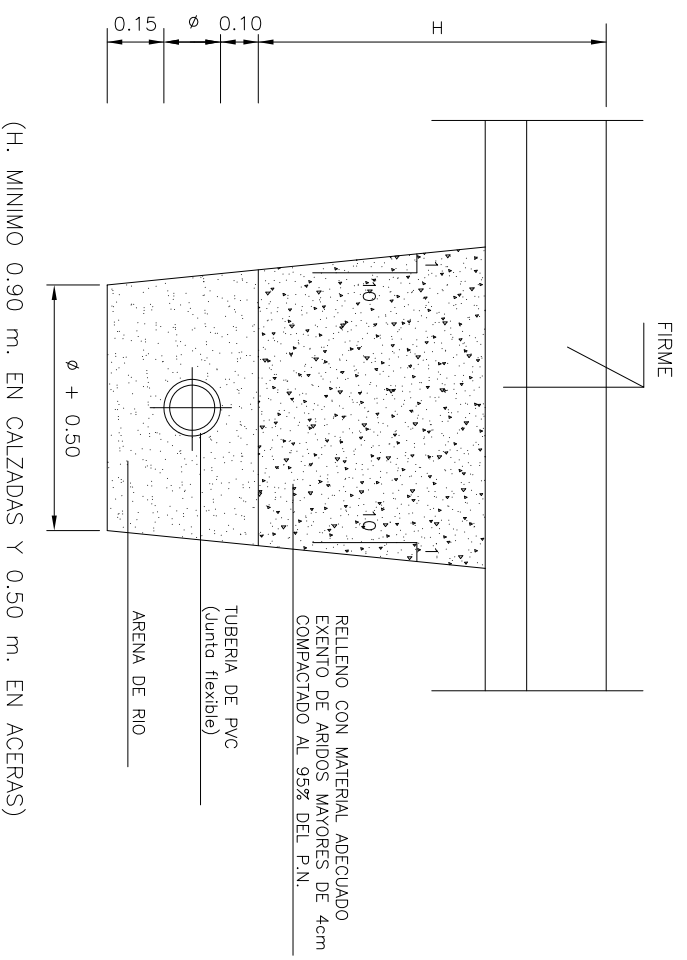 FIRME
H
0.10
ø
0.15
1
10
10
1
RELLENO CON MATERIAL ADECUADO
EXENTO DE ARIDOS MAYORES DE 4cm
COMPACTADO AL 95% DEL P.N.
TUBERIA DE PVC
(Junta flexible)
ARENA DE RIO
ø + 0.50
(H. MINIMO 0.90 m. EN CALZADAS Y 0.50 m. EN ACERAS)